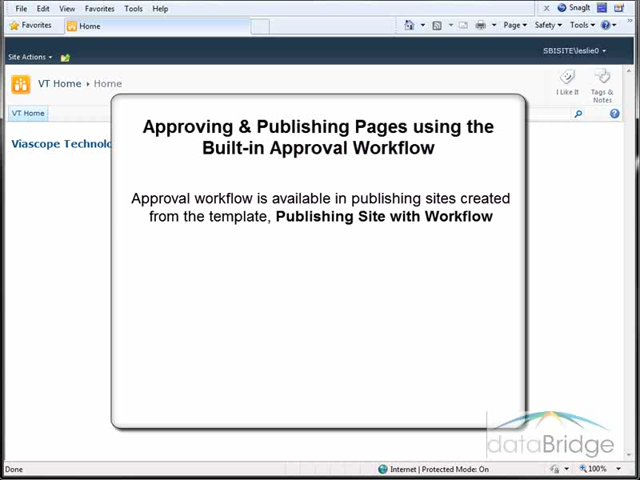 File Edit View Favorites Tools Help
SnagIt
Favorites
Home
Page
Safety
Tools
Site Actions
SBISITE\leslie0
VT Home
Home
I Like It
Tags & Notes
VT Home
Viascope Technolo
Approving & Publishing Pages using the
Built-in Approval Workflow
Approval workflow is available in publishing sites created
from the template, Publishing Site with Workflow
dataBridge
Done
Internet | Protected Mode: On
100%